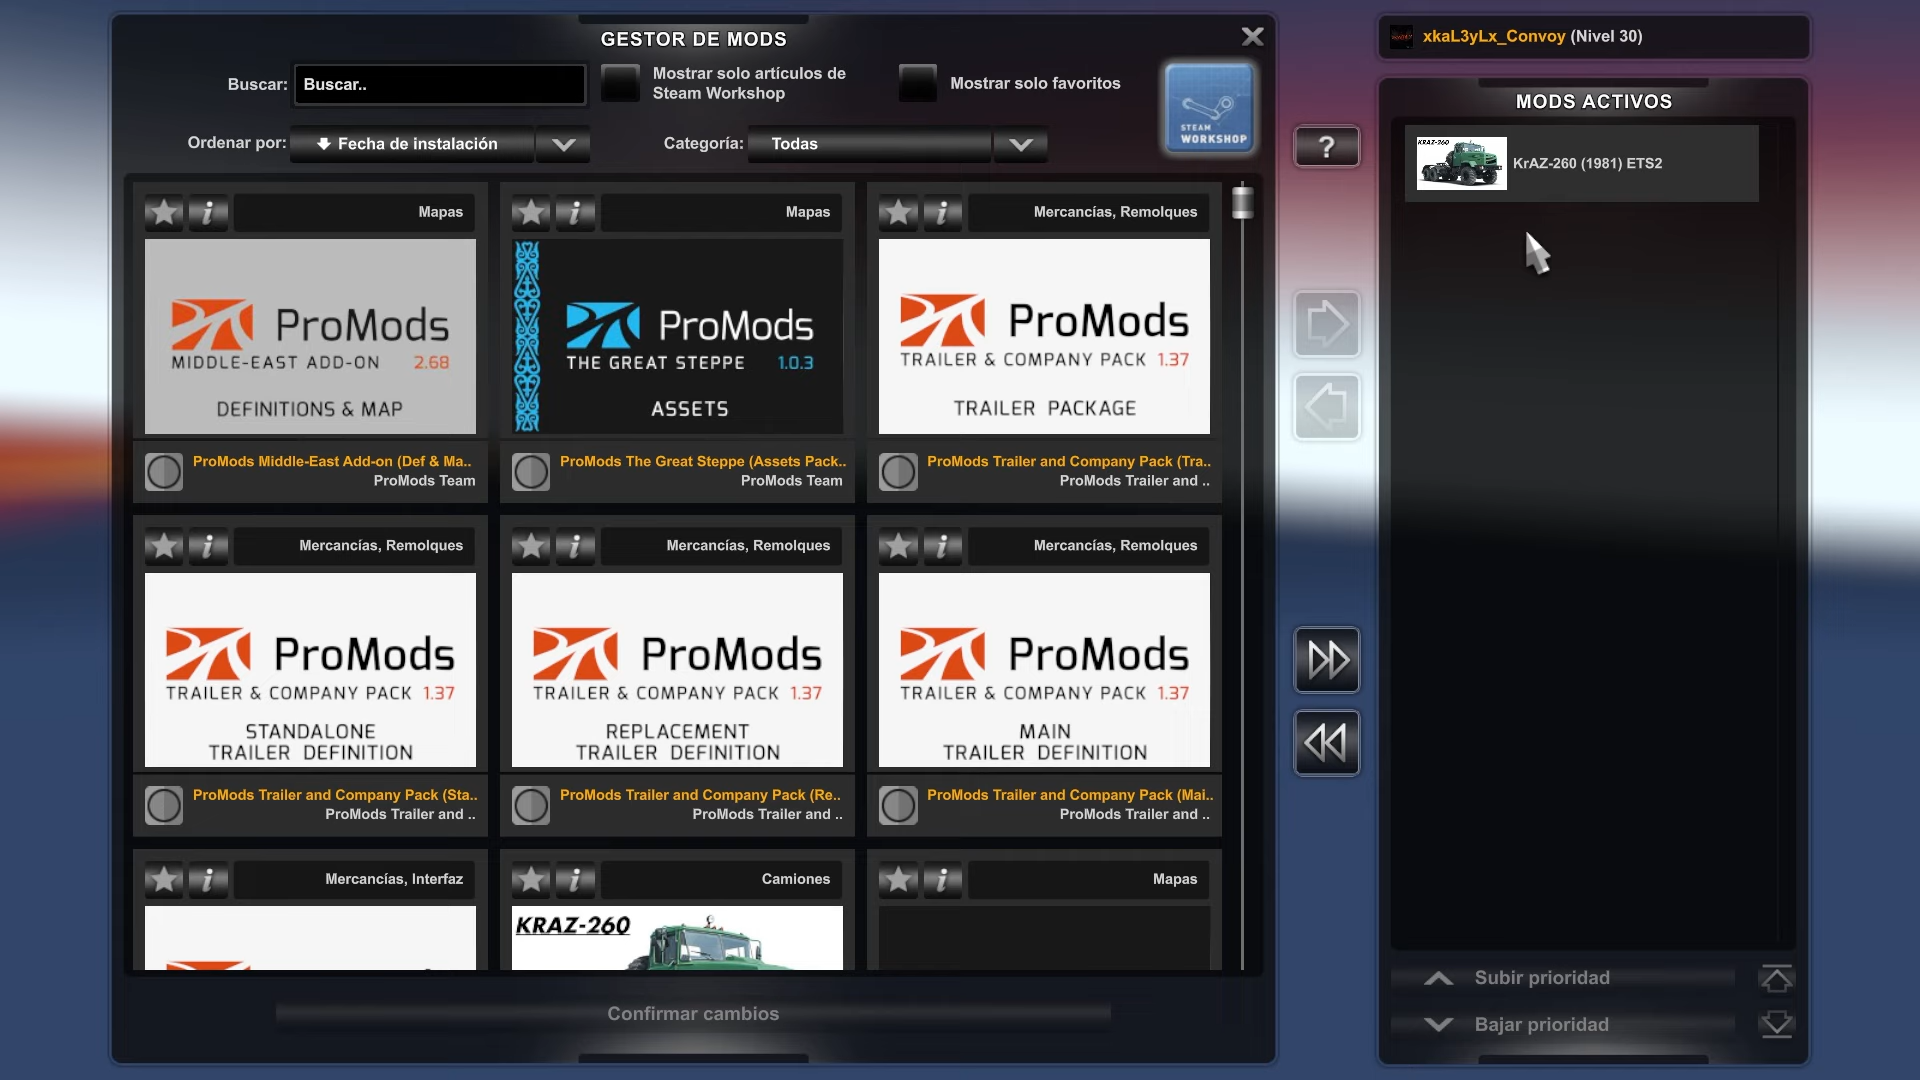 GESTOR DE MODS
Buscar:
Buscar..
Mostrar solo artículos de
Steam Workshop
Mostrar solo favoritos
STEAM
WORKSHOP
Ordenar por:
Fecha de instalación
Categoría:
Todas
Mapas
ProMods
MIDDLE-EAST ADD-ON 2.68
DEFINITIONS & MAP
ProMods Middle-East Add-on (Def & Ma..
ProMods Team
Mapas
ProMods
THE GREAT STEPPE 1.0.3
ASSETS
ProMods The Great Steppe (Assets Pack..
ProMods Team
Mercancías, Remolques
ProMods
TRAILER & COMPANY PACK 1.37
TRAILER PACKAGE
ProMods Trailer and Company Pack (Tra..
ProMods Trailer and ..
Mercancías, Remolques
ProMods
TRAILER & COMPANY PACK 1.37
STANDALONE
TRAILER DEFINITION
ProMods Trailer and Company Pack (Sta..
ProMods Trailer and ..
Mercancías, Remolques
ProMods
TRAILER & COMPANY PACK 1.37
REPLACEMENT
TRAILER DEFINITION
ProMods Trailer and Company Pack (Re..
ProMods Trailer and ..
Mercancías, Remolques
ProMods
TRAILER & COMPANY PACK 1.37
MAIN
TRAILER DEFINITION
ProMods Trailer and Company Pack (Mai..
ProMods Trailer and ..
Mercancías, Interfaz
Camiones
KRAZ-260
Mapas
Confirmar cambios
?
xkaL3yLx_Convoy (Nivel 30)
MODS ACTIVOS
KRAZ-260
KrAZ-260 (1981) ETS2
Subir prioridad
Bajar prioridad